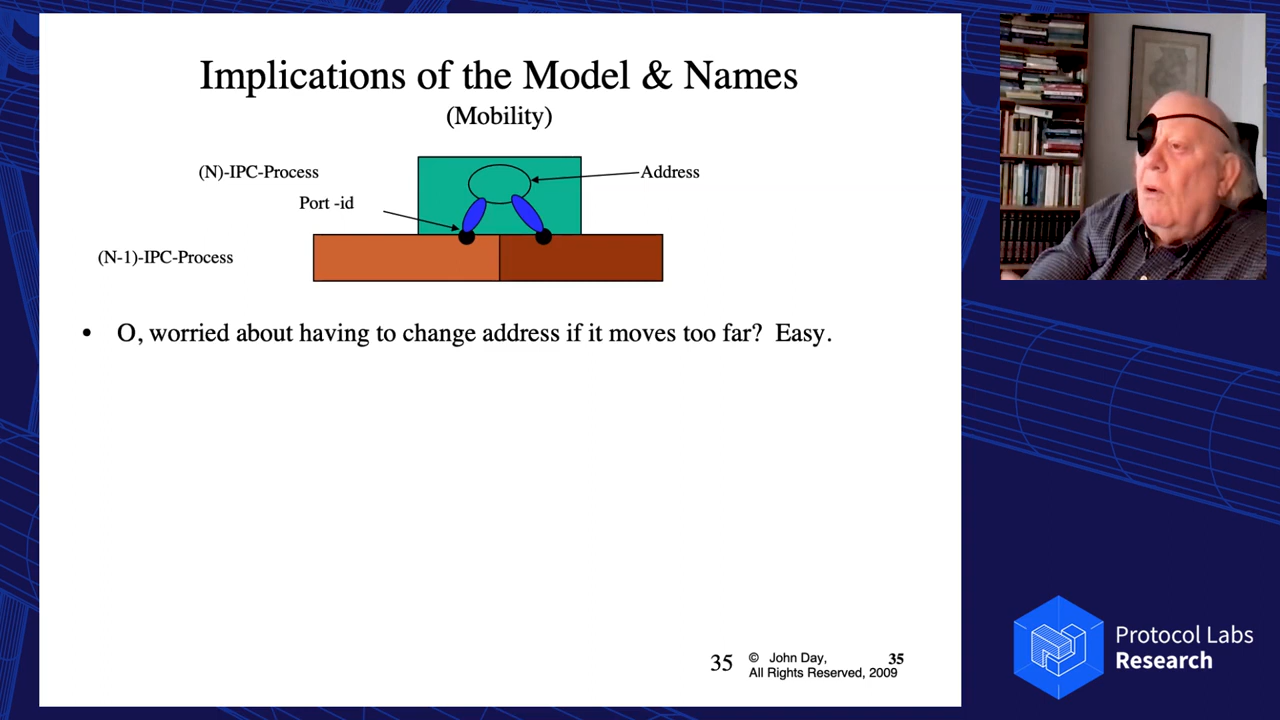 Implications of the Model & Names
(Mobility)
(N)-IPC-Process
Address
Port -id
(N-1)-IPC-Process
• O, worried about having to change address if it moves too far? Easy.
35
© John Day,
All Rights Reserved, 2009
35
Protocol Labs
Research